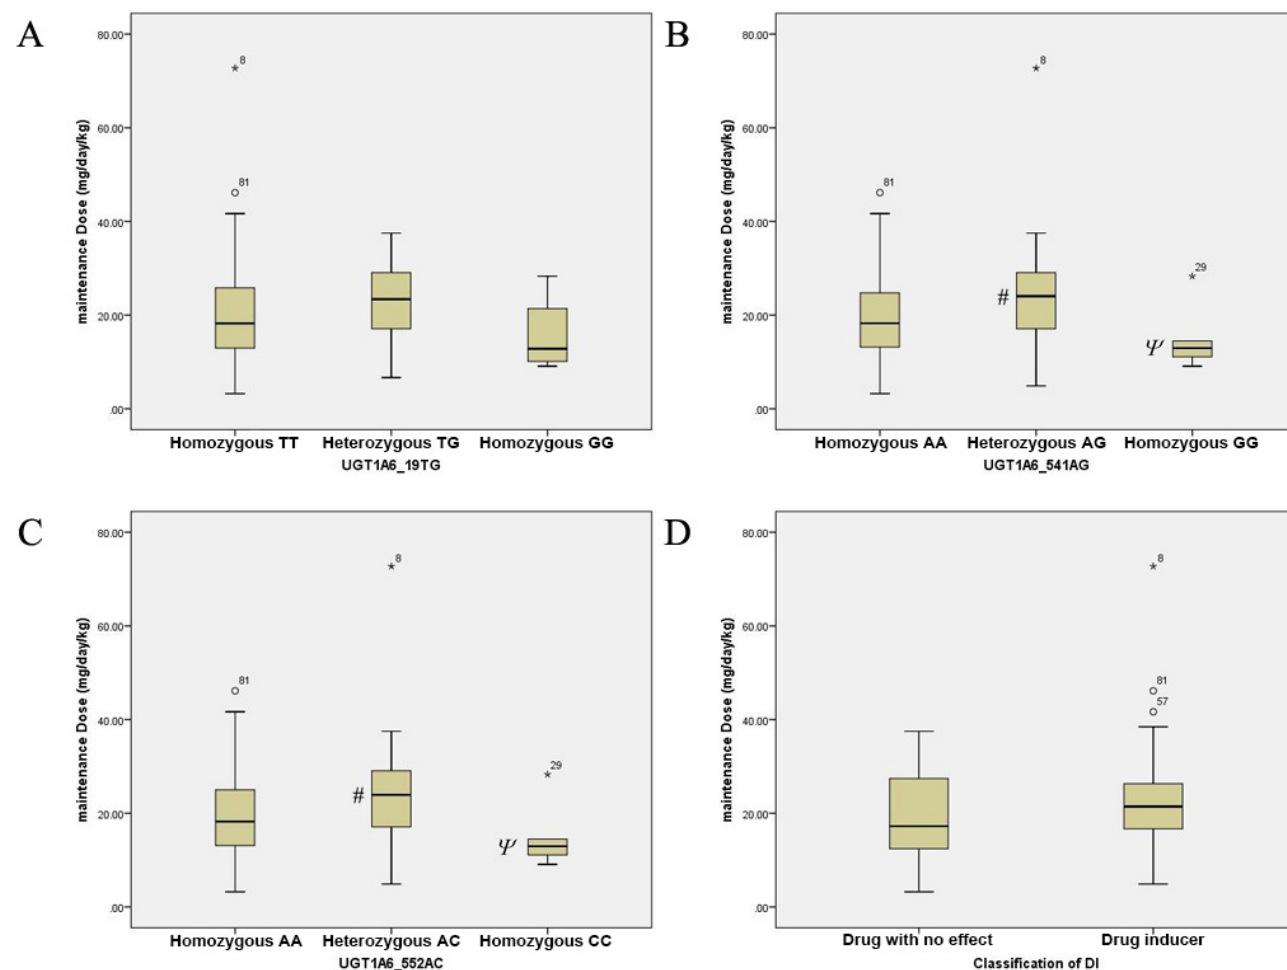 A
maintenance Dose (mg/day/kg)
80.00
60.00
40.00
20.00
.00
8
81
Homozygous TT Heterozygous TG Homozygous GG
UGT1A6_19TG
B
maintenance Dose (mg/day/kg)
80.00
60.00
40.00
20.00
.00
8
81
29
#
Ψ
Homozygous AA Heterozygous AG Homozygous GG
UGT1A6_541AG
C
maintenance Dose (mg/day/kg)
80.00
60.00
40.00
20.00
.00
8
81
29
#
Ψ
Homozygous AA Heterozygous AC Homozygous CC
UGT1A6_552AC
D
maintenance Dose (mg/day/kg)
80.00
60.00
40.00
20.00
.00
8
81
57
Drug with no effect Drug inducer
Classification of DI